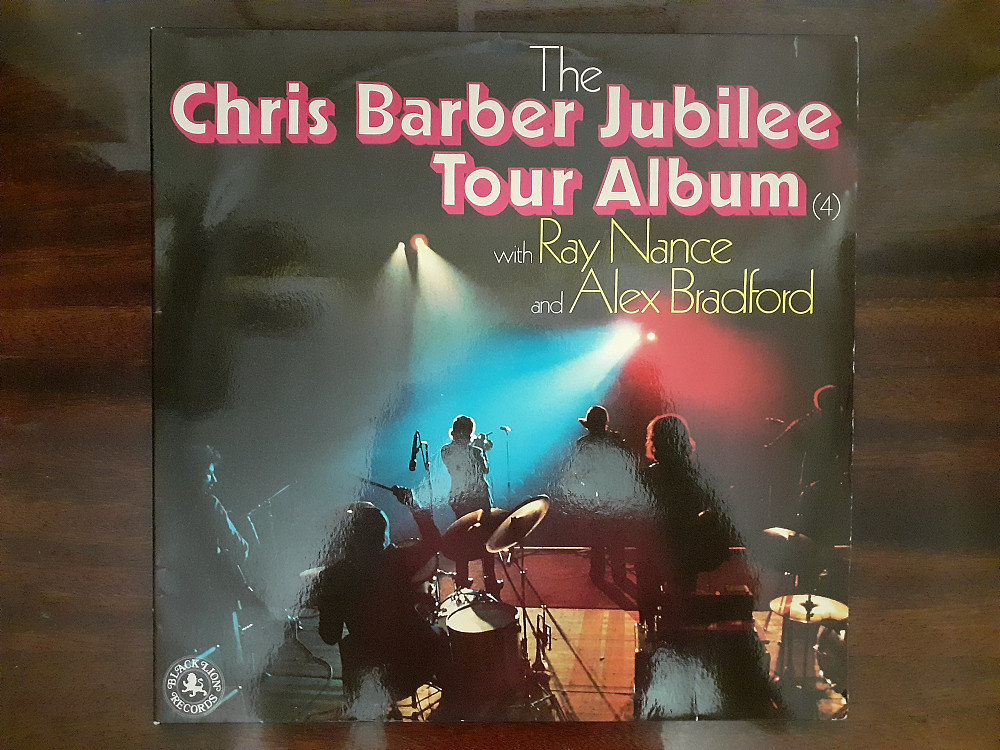 The
Chris Barber Jubilee
Tour Album (4)
with Ray Nance
and Alex Bradford
BLACK LION
RECORDS